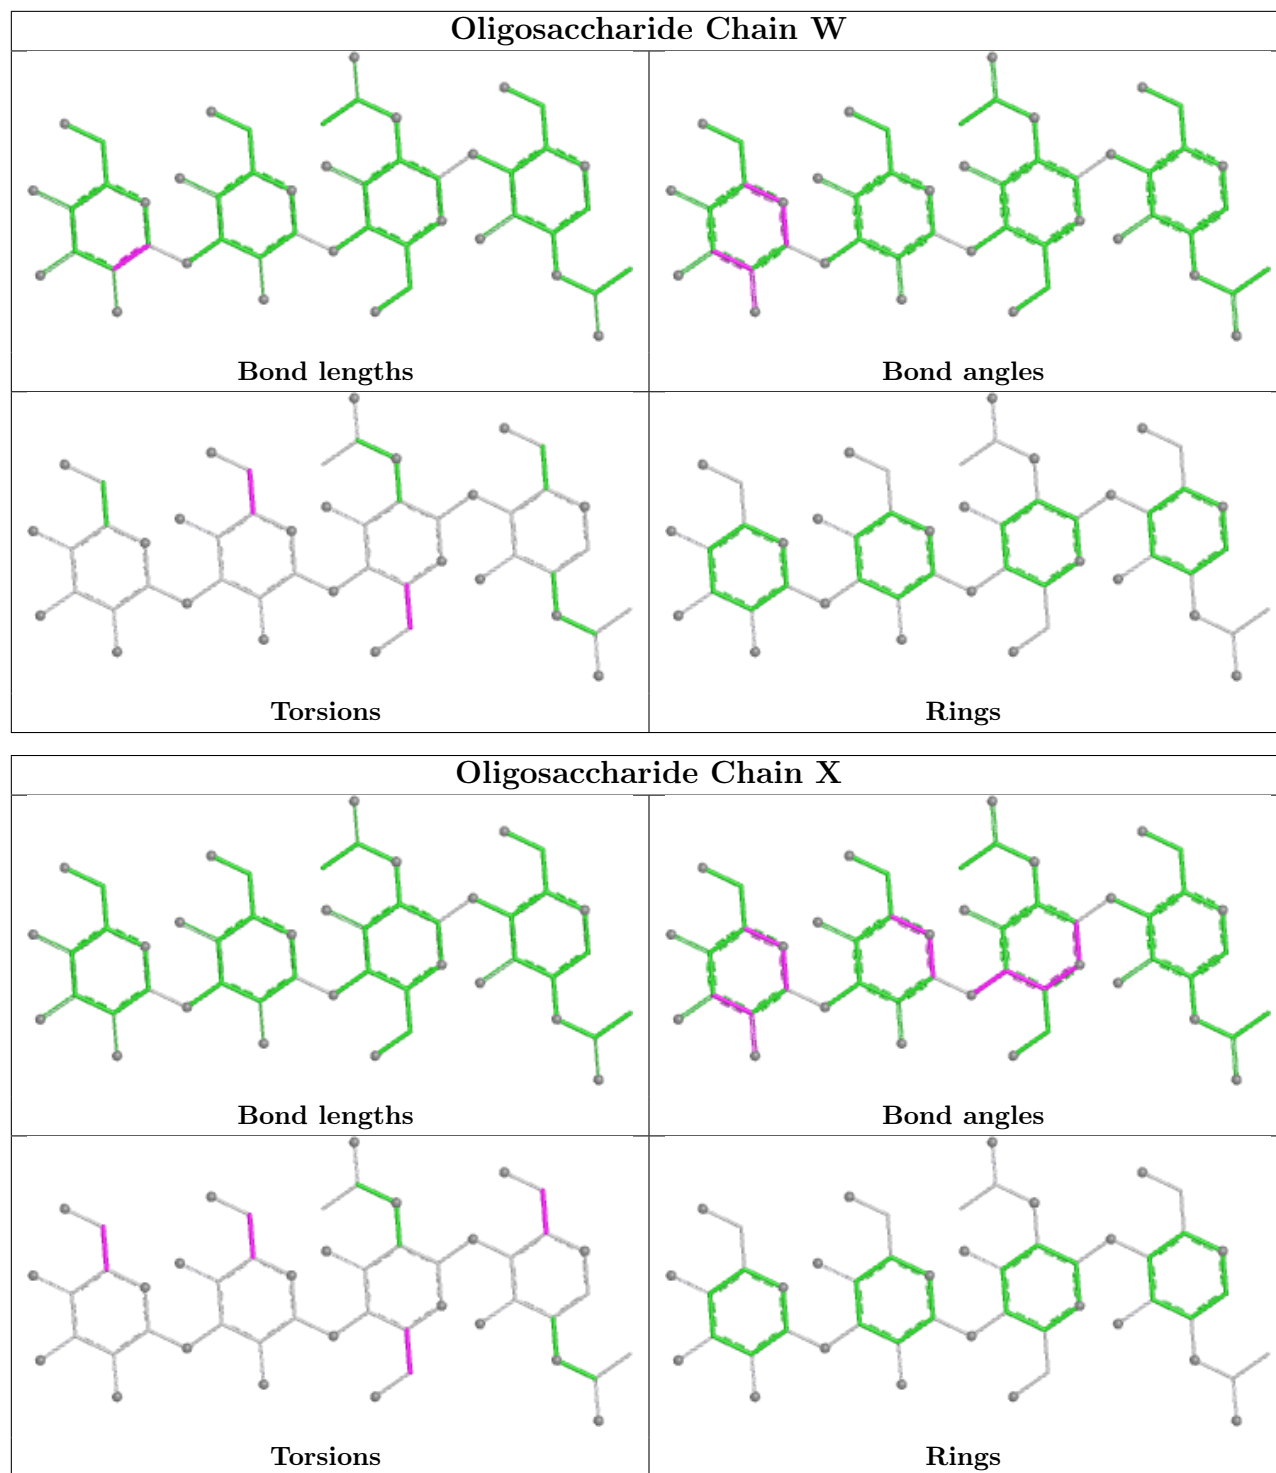 Oligosaccharide Chain W
Bond lengths
Bond angles
Torsions
Rings
Oligosaccharide Chain X
Bond lengths
Bond angles
Torsions
Rings